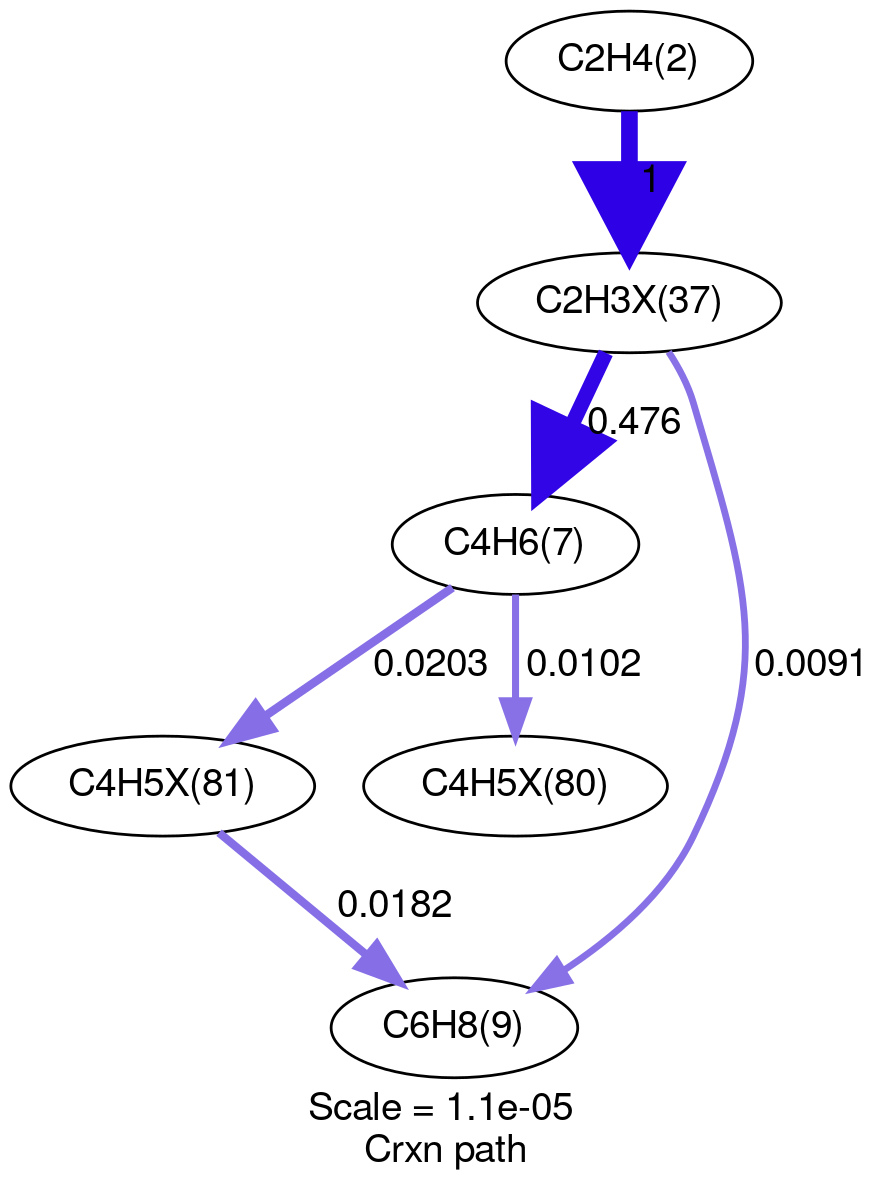 C2H4(2)
1
C2H3X(37)
0.476
C4H6(7)
0.0203
0.0102
0.0091
C4H5X(81)
C4H5X(80)
0.0182
C6H8(9)
Scale = 1.1e-05
Crxn path